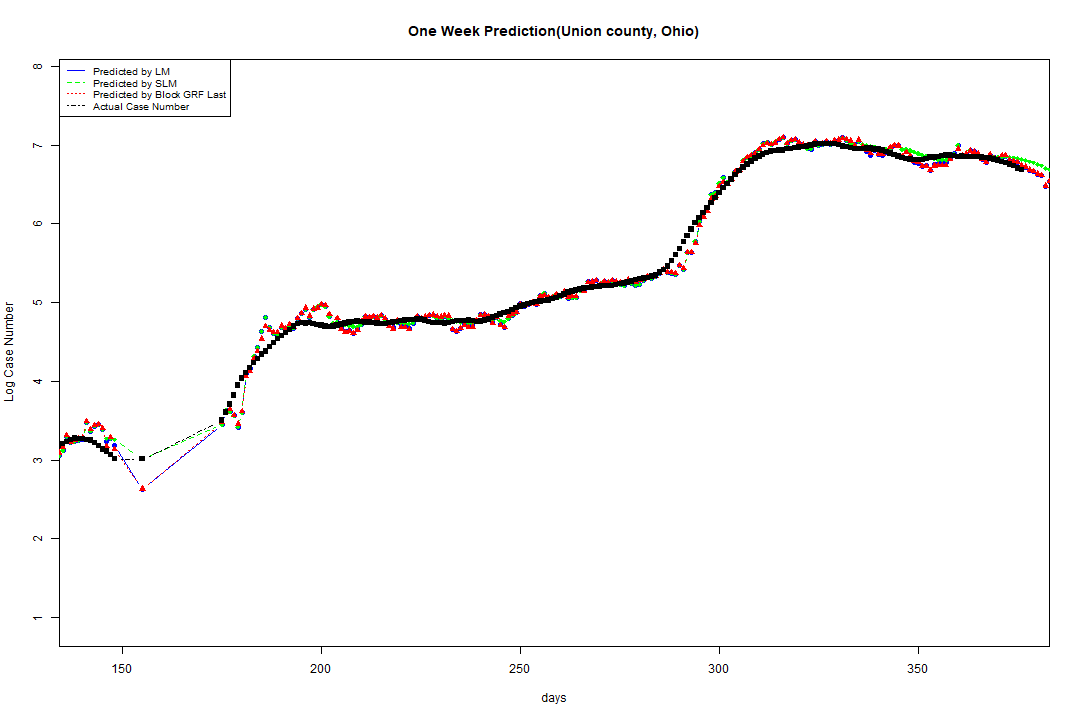 One Week Prediction(Union county, Ohio)
Predicted by LM
Predicted by SLM
Predicted by Block GRF Last
Actual Case Number
8
7
6
5
4
3
2
1
Log Case Number
150 200 250 300 350
days